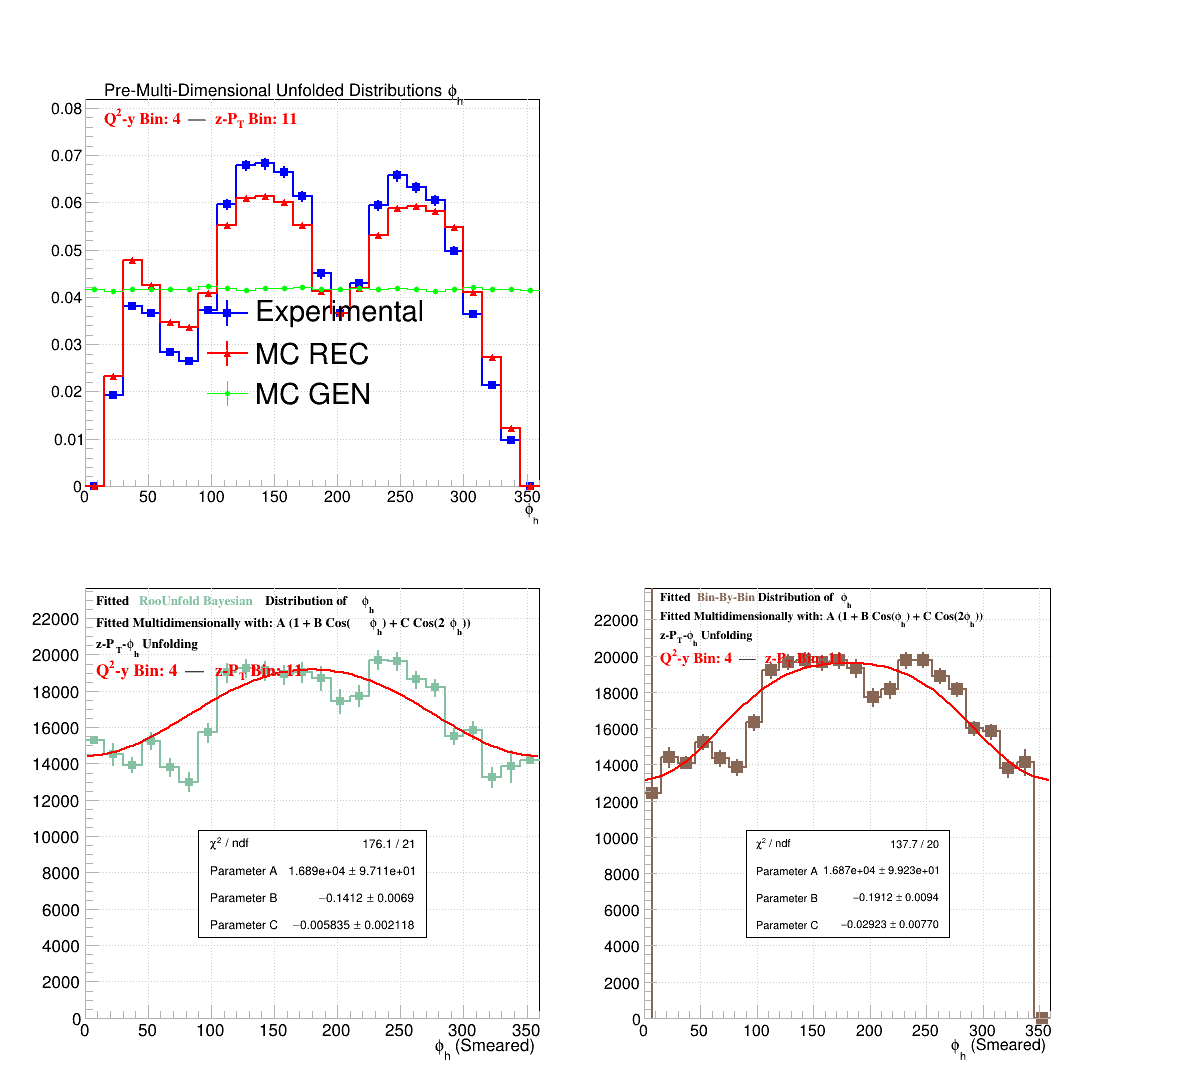 Pre-Multi-Dimensional Unfolded Distributions ϕh
Q2-y Bin: 4 — z-PT Bin: 11
0.08
0.07
0.06
0.05
0.04
0.03
0.02
0.01
0
Experimental
MC REC
MC GEN
0 50 100 150 200 250 300 350
ϕh
Fitted RooUnfold Bayesian Distribution of ϕh
Fitted Multidimensionally with: A (1 + B Cos( ϕh) + C Cos(2 ϕh))
z-PT-ϕh Unfolding
Q2-y Bin: 4 — z-PT Bin: 11
22000
20000
18000
16000
14000
12000
10000
8000
6000
4000
2000
0
χ2 / ndf 176.1 / 21
Parameter A 1.689e+04 ± 9.711e+01
Parameter B −0.1412 ± 0.0069
Parameter C −0.005835 ± 0.002118
0 50 100 150 200 250 300 350
ϕh (Smeared)
Fitted Bin-By-Bin Distribution of ϕh
Fitted Multidimensionally with: A (1 + B Cos(ϕh) + C Cos(2ϕh))
z-PT-ϕh Unfolding
Q2-y Bin: 4 — z-PT Bin: 11
22000
20000
18000
16000
14000
12000
10000
8000
6000
4000
2000
0
χ2 / ndf 137.7 / 20
Parameter A 1.687e+04 ± 9.923e+01
Parameter B −0.1912 ± 0.0094
Parameter C −0.02923 ± 0.00770
0 50 100 150 200 250 300 350
ϕh (Smeared)